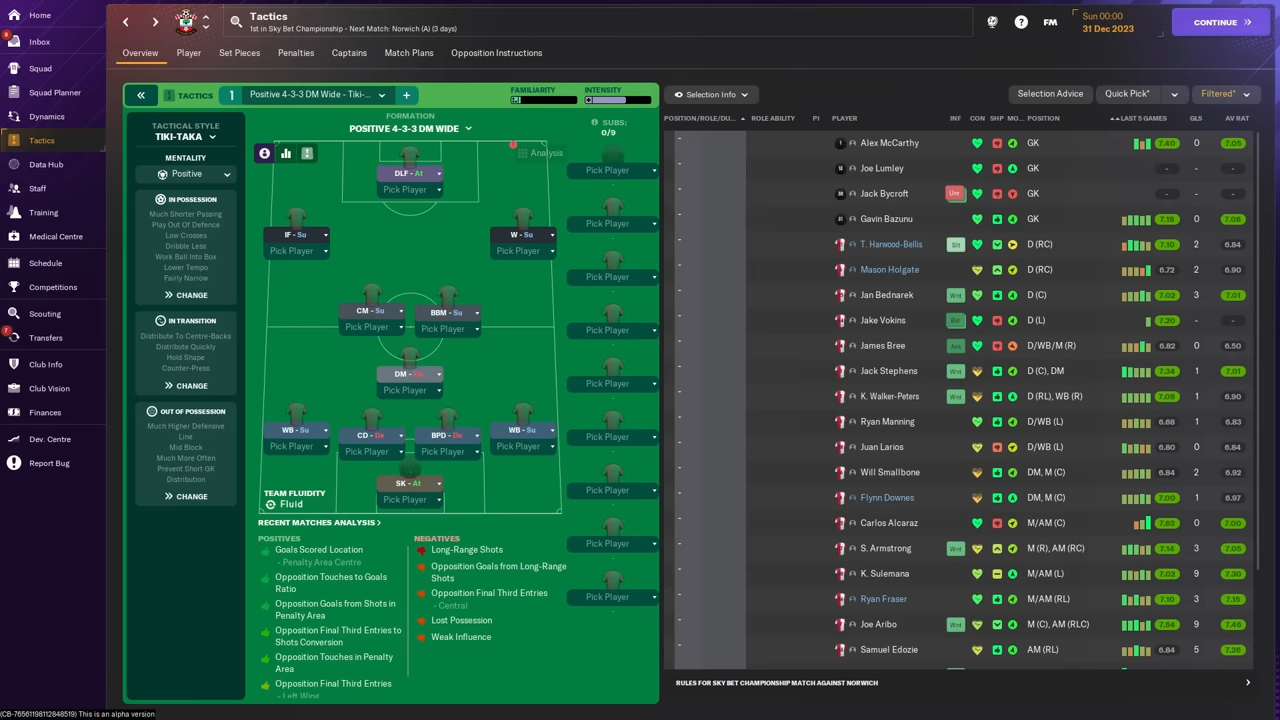 Home
8
Inbox
Squad
Squad Planner
Dynamics
Tactics
Data Hub
Staff
Training
Medical Centre
Schedule
Competitions
Scouting
7
Transfers
Club Info
Club Vision
Finances
Dev. Centre
Report Bug
Tactics
1st in Sky Bet Championship - Next Match: Norwich (A) (3 days)
FM
Sun 00:00
31 Dec 2023
CONTINUE
Overview
Player
Set Pieces
Penalties
Captains
Match Plans
Opposition Instructions
TACTICS
1
Positive 4-3-3 DM Wide - Tiki-...
FAMILIARITY
INTENSITY
TACTICAL STYLE
TIKI-TAKA
MENTALITY
Positive
IN POSSESSION
Much Shorter Passing
Play Out Of Defence
Low Crosses
Dribble Less
Work Ball Into Box
Lower Tempo
Fairly Narrow
CHANGE
IN TRANSITION
Distribute To Centre-Backs
Distribute Quickly
Hold Shape
Counter-Press
CHANGE
OUT OF POSSESSION
Much Higher Defensive
Line
Mid Block
Much More Often
Prevent Short GK
Distribution
CHANGE
FORMATION
POSITIVE 4-3-3 DM WIDE
SUBS:
0/9
Analysis
DLF - At
Pick Player
IF - Su
Pick Player
W - Su
Pick Player
CM - Su
Pick Player
BBM - Su
Pick Player
DM - De
Pick Player
WB - Su
Pick Player
CD - De
Pick Player
BPD - De
Pick Player
WB - Su
Pick Player
SK - At
Pick Player
Pick Player
Pick Player
Pick Player
Pick Player
Pick Player
Pick Player
Pick Player
Pick Player
Pick Player
TEAM FLUIDITY
Fluid
RECENT MATCHES ANALYSIS
POSITIVES
Goals Scored Location
- Penalty Area Centre
Opposition Touches to Goals
Ratio
Opposition Goals from Shots in
Penalty Area
Opposition Final Third Entries to
Shots Conversion
Opposition Touches in Penalty
Area
Opposition Final Third Entries
- Left Wing
NEGATIVES
Long-Range Shots
Opposition Goals from Long-Range
Shots
Opposition Final Third Entries
- Central
Lost Possession
Weak Influence
Selection Info
Selection Advice
Quick Pick*
Filtered*
POSITION/ROLE/DU... ROLE ABILITY PI PLAYER INF CON SHP MO... POSITION LAST 5 GAMES GLS AV RAT
- Alex McCarthy GK 7.40 0 7.05
- Joe Lumley GK - - -
- Jack Bycroft Unr GK - - -
- Gavin Bazunu GK 7.18 0 7.08
- T. Harwood-Bellis Slt D (RC) 7.10 2 6.84
- Mason Holgate D (RC) 6.72 2 6.90
- Jan Bednarek Wnt D (C) 7.02 3 7.01
- Jake Vokins D (L) 7.20 - -
- James Bree Ask D/WB/M (R) 6.82 0 6.50
- Jack Stephens Wnt D (C), DM 7.34 1 7.01
- K. Walker-Peters Wnt D (RL), WB (R) 7.08 1 6.90
- Ryan Manning D/WB (L) 6.68 1 6.83
- Juan Larios D/WB (L) 6.80 0 6.84
- Will Smallbone DM, M (C) 6.84 2 6.92
- Flynn Downes DM, M (C) 7.00 1 6.97
- Carlos Alcaraz M/AM (C) 7.83 0 7.00
- S. Armstrong Wnt M (R), AM (RC) 7.14 3 7.05
- K. Sulemana M/AM (L) 7.02 9 7.30
- Ryan Fraser M/AM (RL) 7.10 3 7.15
- Joe Aribo Wnt M (C), AM (RLC) 7.54 9 7.46
- Samuel Edozie AM (RL) 6.84 5 7.26
RULES FOR SKY BET CHAMPIONSHIP MATCH AGAINST NORWICH
(CB-76561198112848519) This is an alpha version